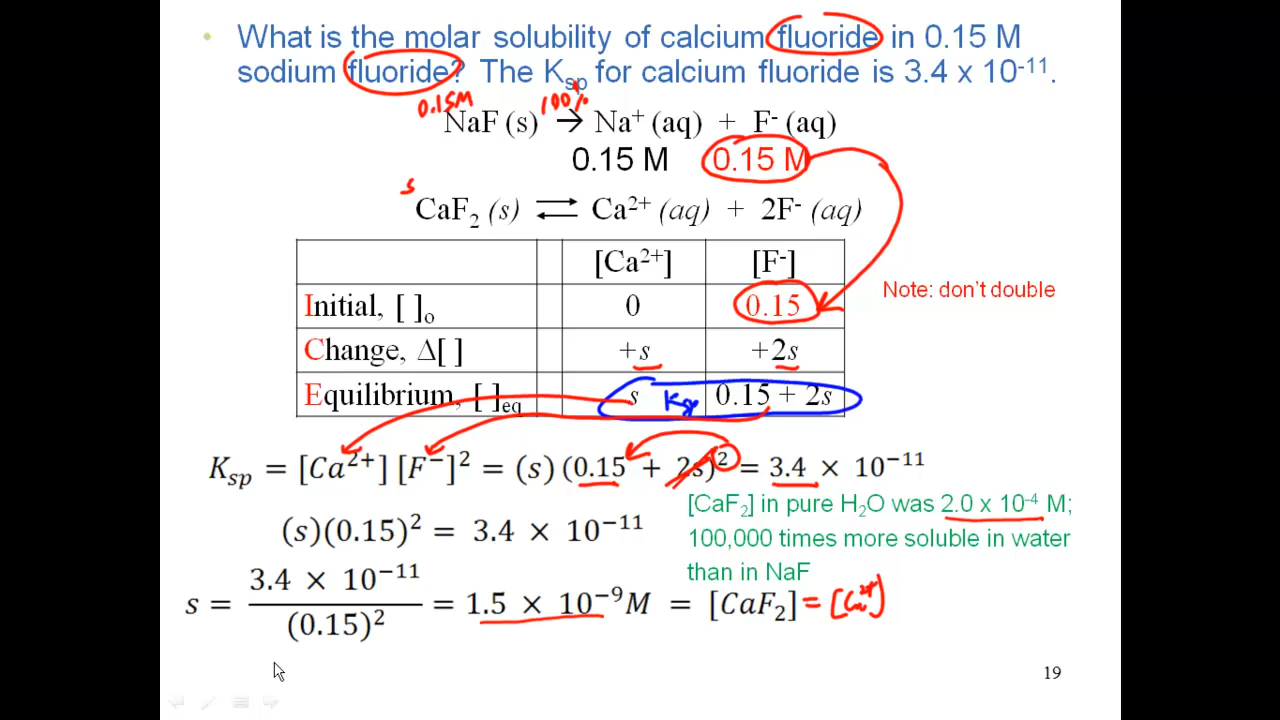 • What is the molar solubility of calcium fluoride in 0.15 M
sodium fluoride? The Ksp for calcium fluoride is 3.4 x 10⁻¹¹.
0.15M 100%
NaF (s) → Na⁺ (aq) + F⁻ (aq)
0.15 M 0.15 M
s
CaF₂ (s) ⇌ Ca²⁺ (aq) + 2F⁻ (aq)
[Ca²⁺] [F⁻]
Initial, [ ]₀ 0 0.15
Note: don't double
Change, Δ[ ] +s +2s
Equilibrium, [ ]eq s Ksp 0.15 + 2s
Ksp = [Ca²⁺] [F⁻]² = (s) (0.15 + 2s)² = 3.4 × 10⁻¹¹
[CaF₂] in pure H₂O was 2.0 x 10⁻⁴ M;
(s)(0.15)² = 3.4 × 10⁻¹¹
100,000 times more soluble in water
than in NaF
s = 3.4 × 10⁻¹¹ / (0.15)² = 1.5 × 10⁻⁹M = [CaF₂] = [Ca²⁺]
19